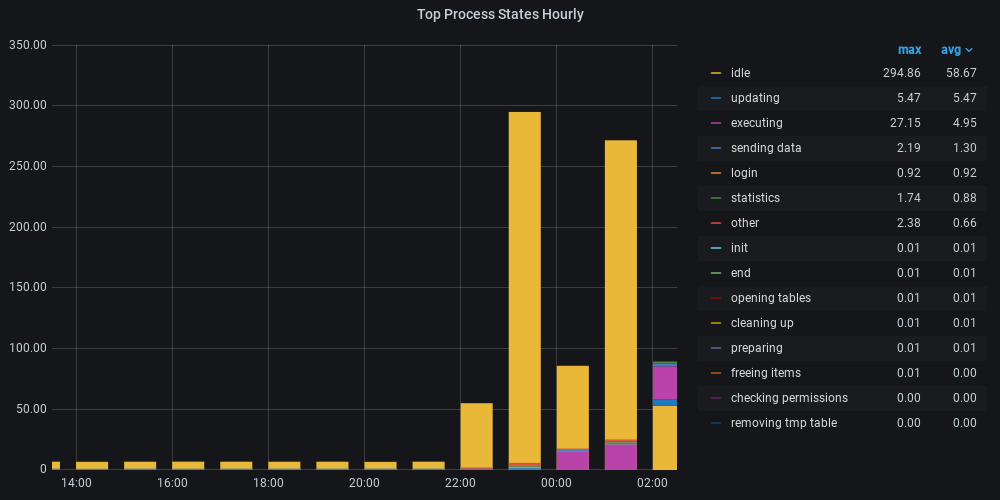 Top Process States Hourly
350.00
300.00
250.00
200.00
150.00
100.00
50.00
0
14:00 16:00 18:00 20:00 22:00 00:00 02:00
max avg
idle 294.86 58.67
updating 5.47 5.47
executing 27.15 4.95
sending data 2.19 1.30
login 0.92 0.92
statistics 1.74 0.88
other 2.38 0.66
init 0.01 0.01
end 0.01 0.01
opening tables 0.01 0.01
cleaning up 0.01 0.01
preparing 0.01 0.01
freeing items 0.01 0.00
checking permissions 0.00 0.00
removing tmp table 0.00 0.00